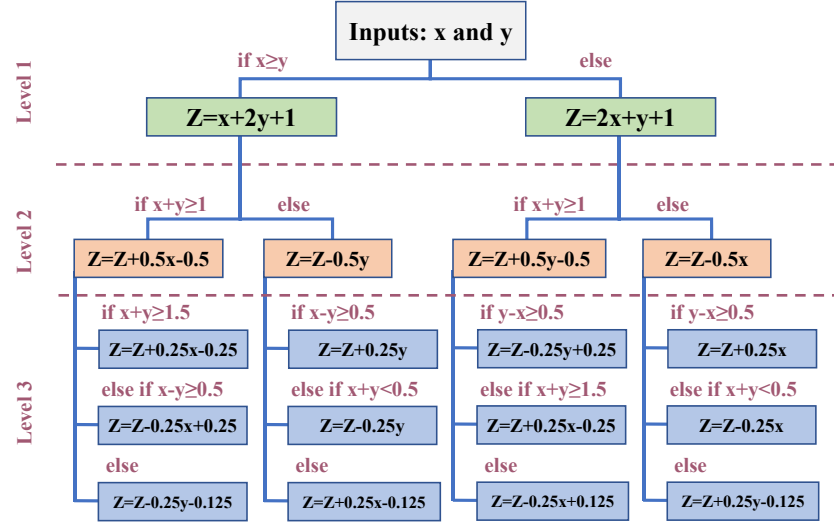 Inputs: x and y
if x≥y
else
Level 1
Z=x+2y+1
Z=2x+y+1
Level 2
if x+y≥1
else
if x+y≥1
else
Z=Z+0.5x-0.5
Z=Z-0.5y
Z=Z+0.5y-0.5
Z=Z-0.5x
Level 3
if x+y≥1.5
if x-y≥0.5
if y-x≥0.5
if y-x≥0.5
Z=Z+0.25x-0.25
Z=Z+0.25y
Z=Z-0.25y+0.25
Z=Z+0.25x
else if x-y≥0.5
else if x+y<0.5
else if x+y≥1.5
else if x+y<0.5
Z=Z-0.25x+0.25
Z=Z-0.25y
Z=Z+0.25x-0.25
Z=Z-0.25x
else
else
else
else
Z=Z-0.25y-0.125
Z=Z+0.25x-0.125
Z=Z-0.25x+0.125
Z=Z+0.25y-0.125